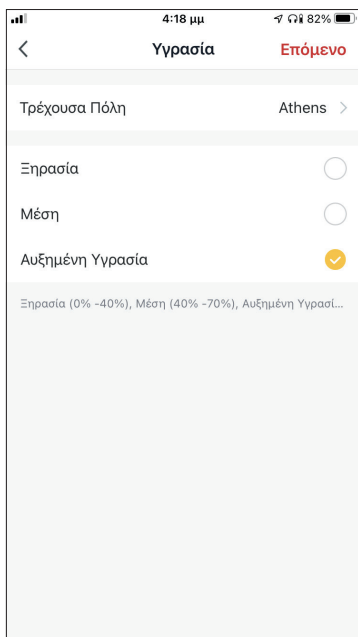 4:18 μμ 82%
Υγρασία Επόμενο
Τρέχουσα Πόλη Athens
Ξηρασία
Μέση
Αυξημένη Υγρασία
Ξηρασία (0% -40%), Μέση (40% -70%), Αυξημένη Υγρασί...